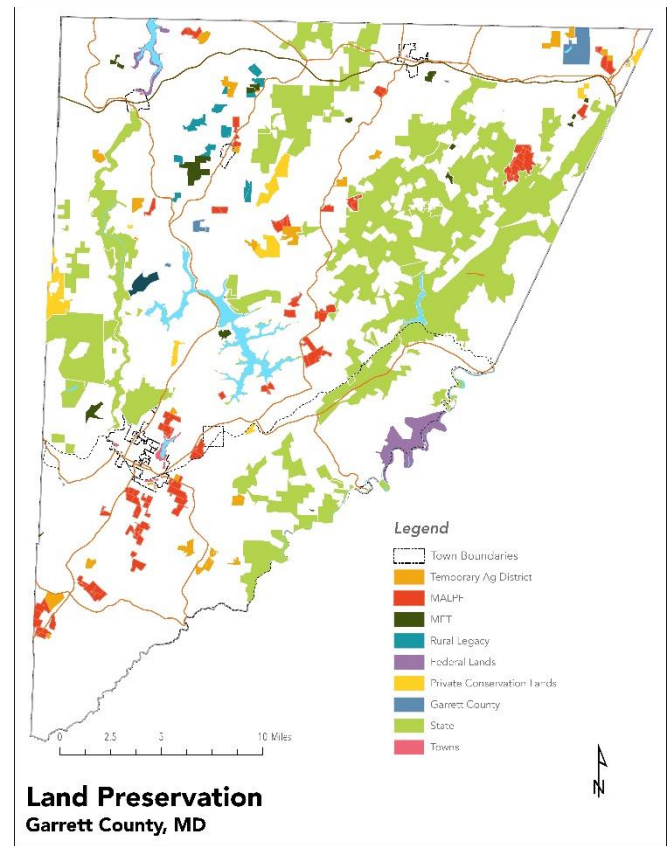 Legend
Town Boundaries
Temporary Ag District
MALPF
MET
Rural Legacy
Federal Lands
Private Conservation Lands
Garrett County
State
Towns
0 2.5 5 10 Miles
N
Land Preservation
Garrett County, MD